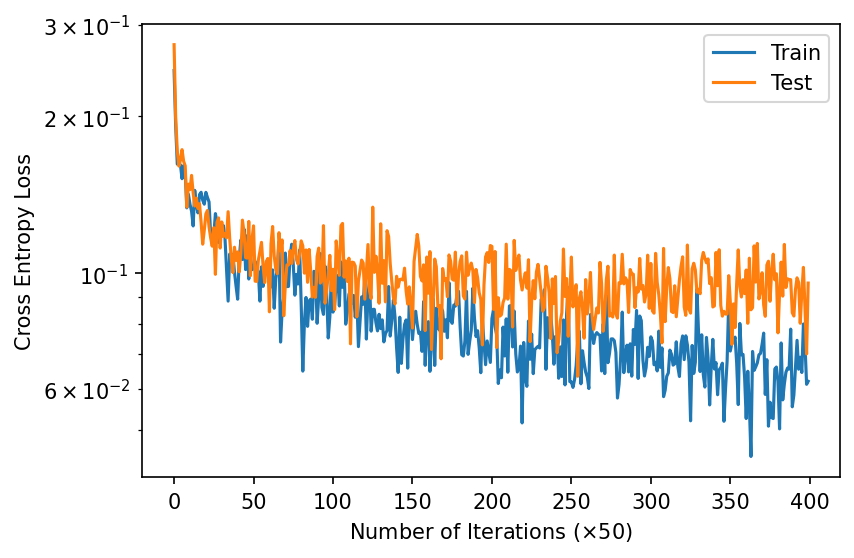 3 × 10⁻¹
2 × 10⁻¹
10⁻¹
6 × 10⁻²
Cross Entropy Loss
Train
Test
0 50 100 150 200 250 300 350 400
Number of Iterations (×50)